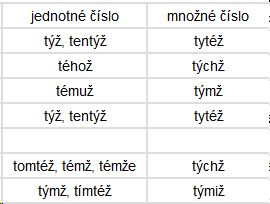 jednotné číslo množné číslo
týž, tentýž tytéž
téhož týchž
témuž týmž
týž, tentýž tytéž
tomtéž, témž, témže týchž
týmž, tímtéž týmiž